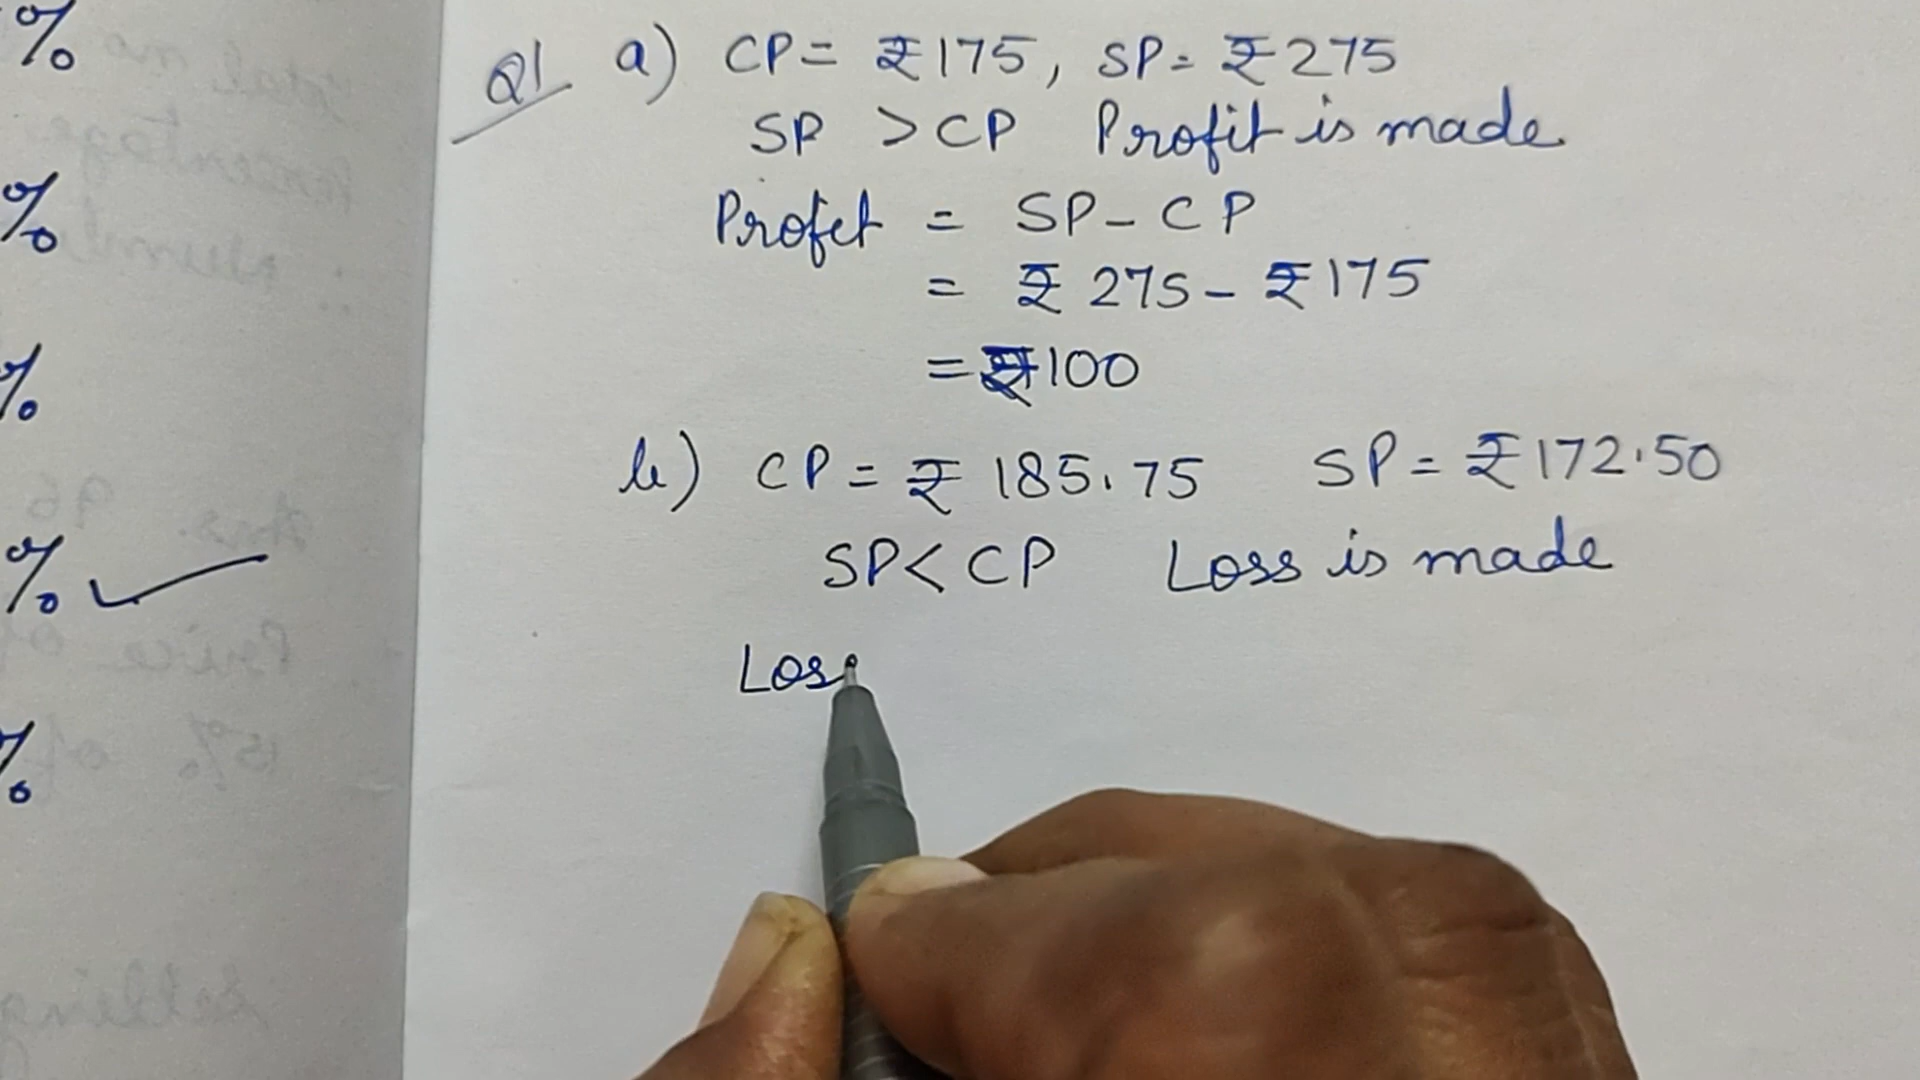 %
%
%
%
%
Q1 a) CP = ₹175, SP = ₹275
SP > CP Profit is made
Profit = SP - CP
= ₹ 275 - ₹175
= ₹100
b) CP = ₹ 185.75 SP = ₹172.50
SP < CP Loss is made
Los